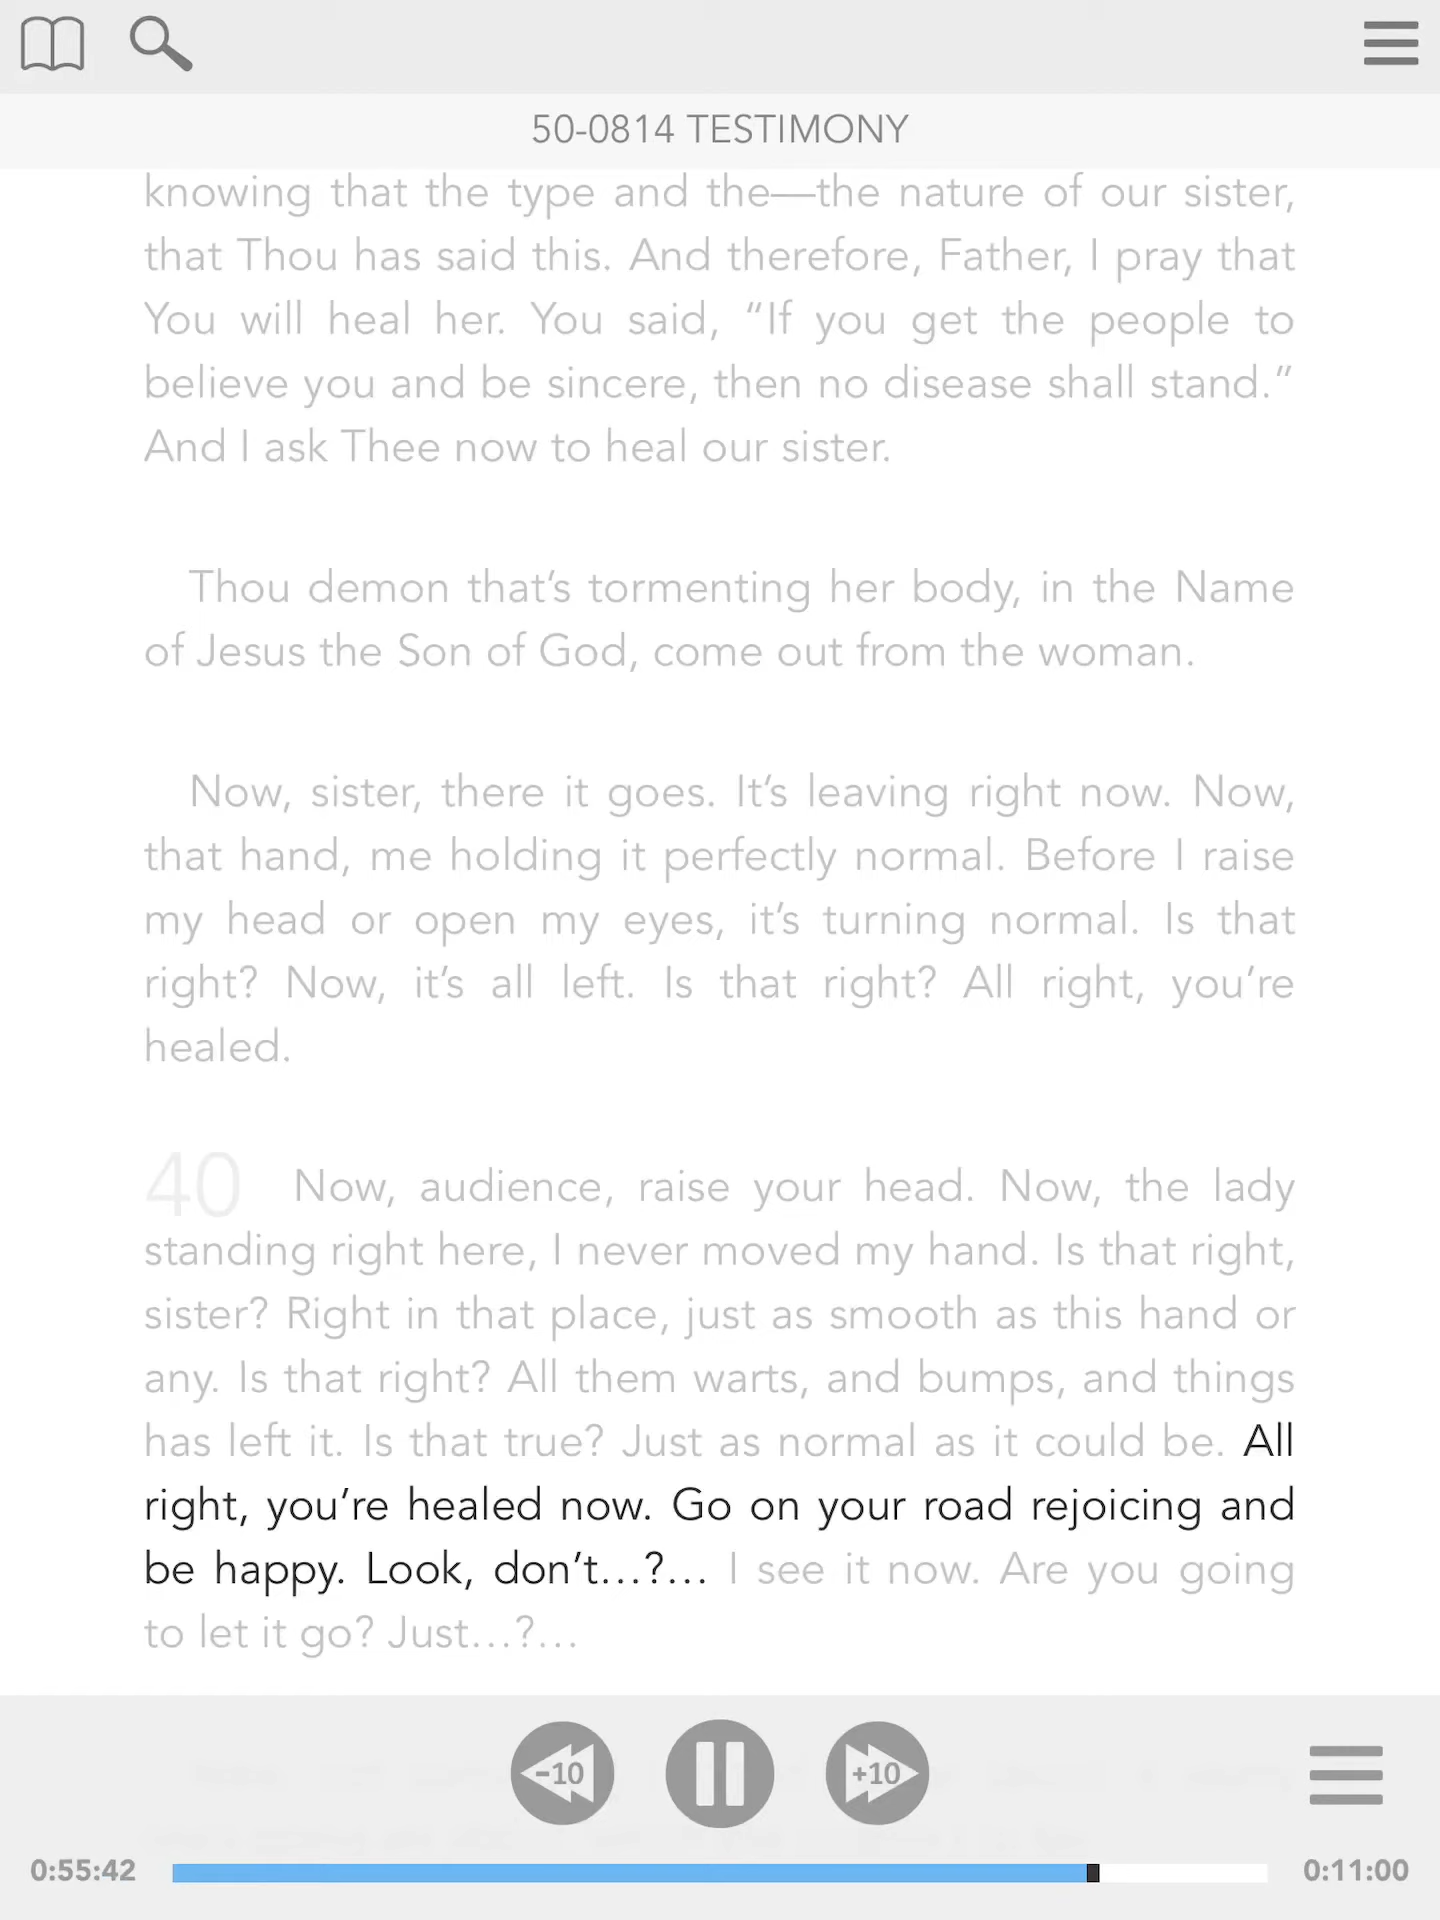 50-0814 TESTIMONY
knowing that the type and the—the nature of our sister,
that Thou has said this. And therefore, Father, I pray that
You will heal her. You said, “If you get the people to
believe you and be sincere, then no disease shall stand.”
And I ask Thee now to heal our sister.
Thou demon that’s tormenting her body, in the Name
of Jesus the Son of God, come out from the woman.
Now, sister, there it goes. It’s leaving right now. Now,
that hand, me holding it perfectly normal. Before I raise
my head or open my eyes, it’s turning normal. Is that
right? Now, it’s all left. Is that right? All right, you’re
healed.
40 Now, audience, raise your head. Now, the lady
standing right here, I never moved my hand. Is that right,
sister? Right in that place, just as smooth as this hand or
any. Is that right? All them warts, and bumps, and things
has left it. Is that true? Just as normal as it could be. All
right, you’re healed now. Go on your road rejoicing and
be happy. Look, don’t…?… I see it now. Are you going
to let it go? Just…?…
-10 +10
0:55:42 0:11:00